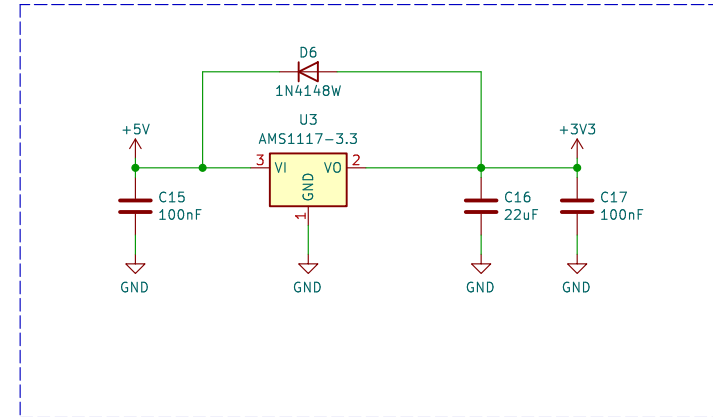 D6
1N4148W
U3
AMS1117-3.3
+5V
+3V3
3 VI VO 2
GND
1
C15
100nF
C16
22uF
C17
100nF
GND
GND
GND
GND